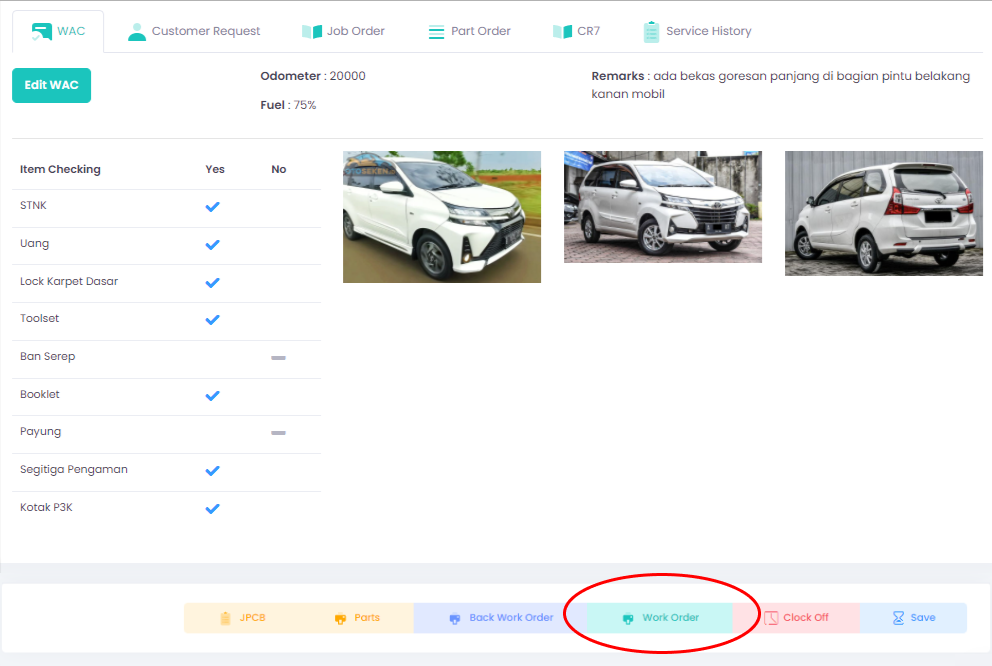 WAC
Customer Request
Job Order
Part Order
CR7
Service History
Edit WAC
Odometer : 20000
Fuel : 75%
Remarks : ada bekas goresan panjang di bagian pintu belakang
kanan mobil
Item Checking Yes No
STNK
Uang
Lock Karpet Dasar
Toolset
Ban Serep
Booklet
Payung
Segitiga Pengaman
Kotak P3K
JPCB
Parts
Back Work Order
Work Order
Clock Off
Save